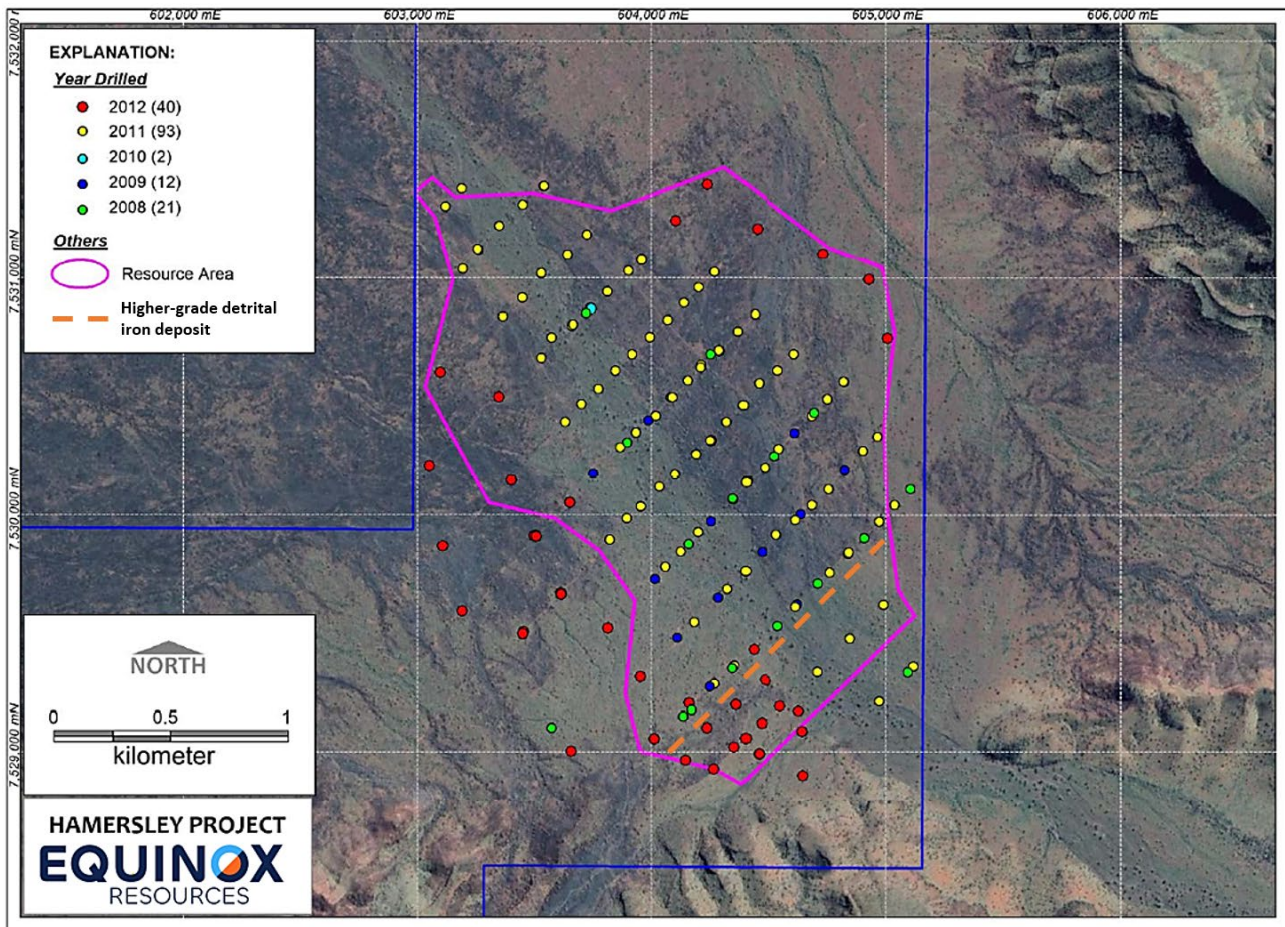 602,000 mE
603,000 mE
604,000 mE
605,000 mE
606,000 mE
7,532,000 r
7,531,000 mN
7,530,000 mN
7,529,000 mN
EXPLANATION:
Year Drilled
2012 (40)
2011 (93)
2010 (2)
2009 (12)
2008 (21)
Others
Resource Area
Higher-grade detrital
iron deposit
NORTH
0 0.5 1
kilometer
HAMERSLEY PROJECT
EQUINOX
RESOURCES